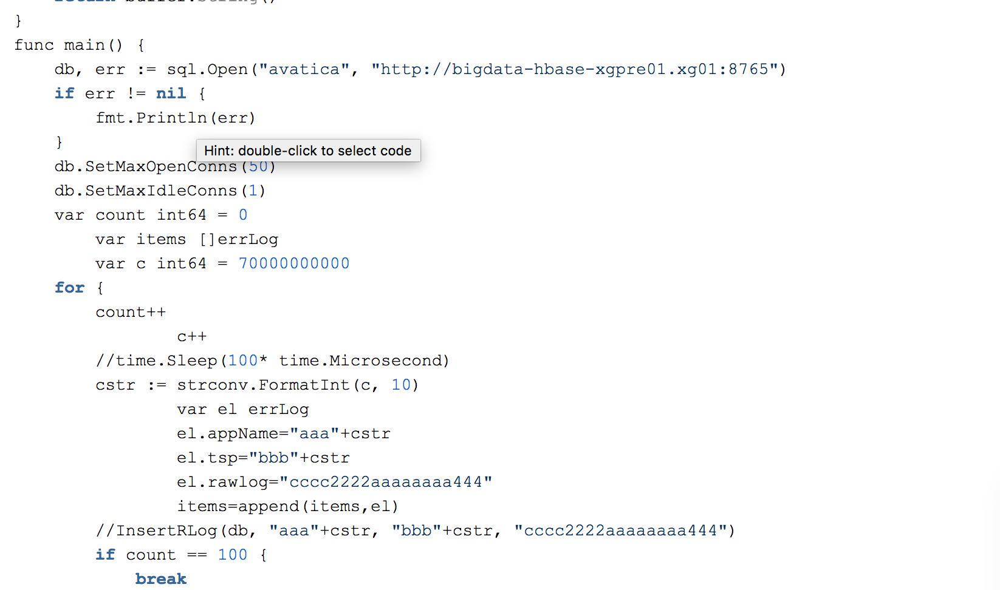 }
func main() {
db, err := sql.Open("avatica", "http://bigdata-hbase-xgpre01.xg01:8765")
if err != nil {
fmt.Println(err)
}
Hint: double-click to select code
db.SetMaxOpenConns(50)
db.SetMaxIdleConns(1)
var count int64 = 0
var items []errLog
var c int64 = 70000000000
for {
count++
c++
//time.Sleep(100* time.Microsecond)
cstr := strconv.FormatInt(c, 10)
var el errLog
el.appName="aaa"+cstr
el.tsp="bbb"+cstr
el.rawlog="cccc2222aaaaaaaa444"
items=append(items,el)
//InsertRLog(db, "aaa"+cstr, "bbb"+cstr, "cccc2222aaaaaaaa444")
if count == 100 {
break